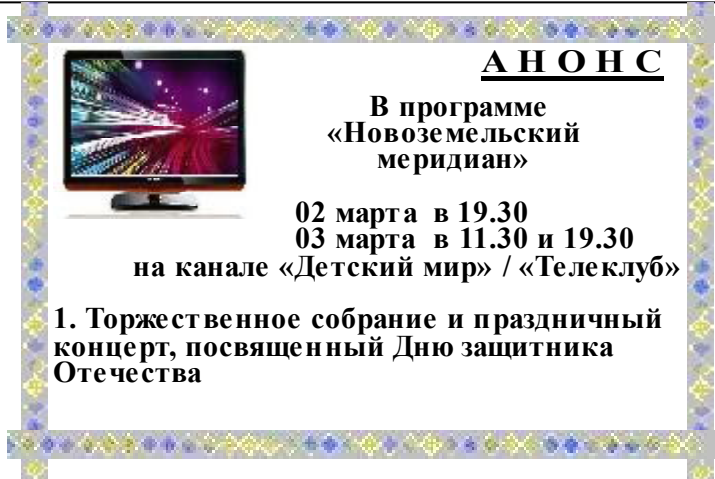 АНОНС
В программе
«Новоземельский
меридиан»
02 марта в 19.30
03 марта в 11.30 и 19.30
на канале «Детский мир» / «Телеклуб»
1. Торжественное собрание и праздничный
концерт, посвященный Дню защитника
Отечества